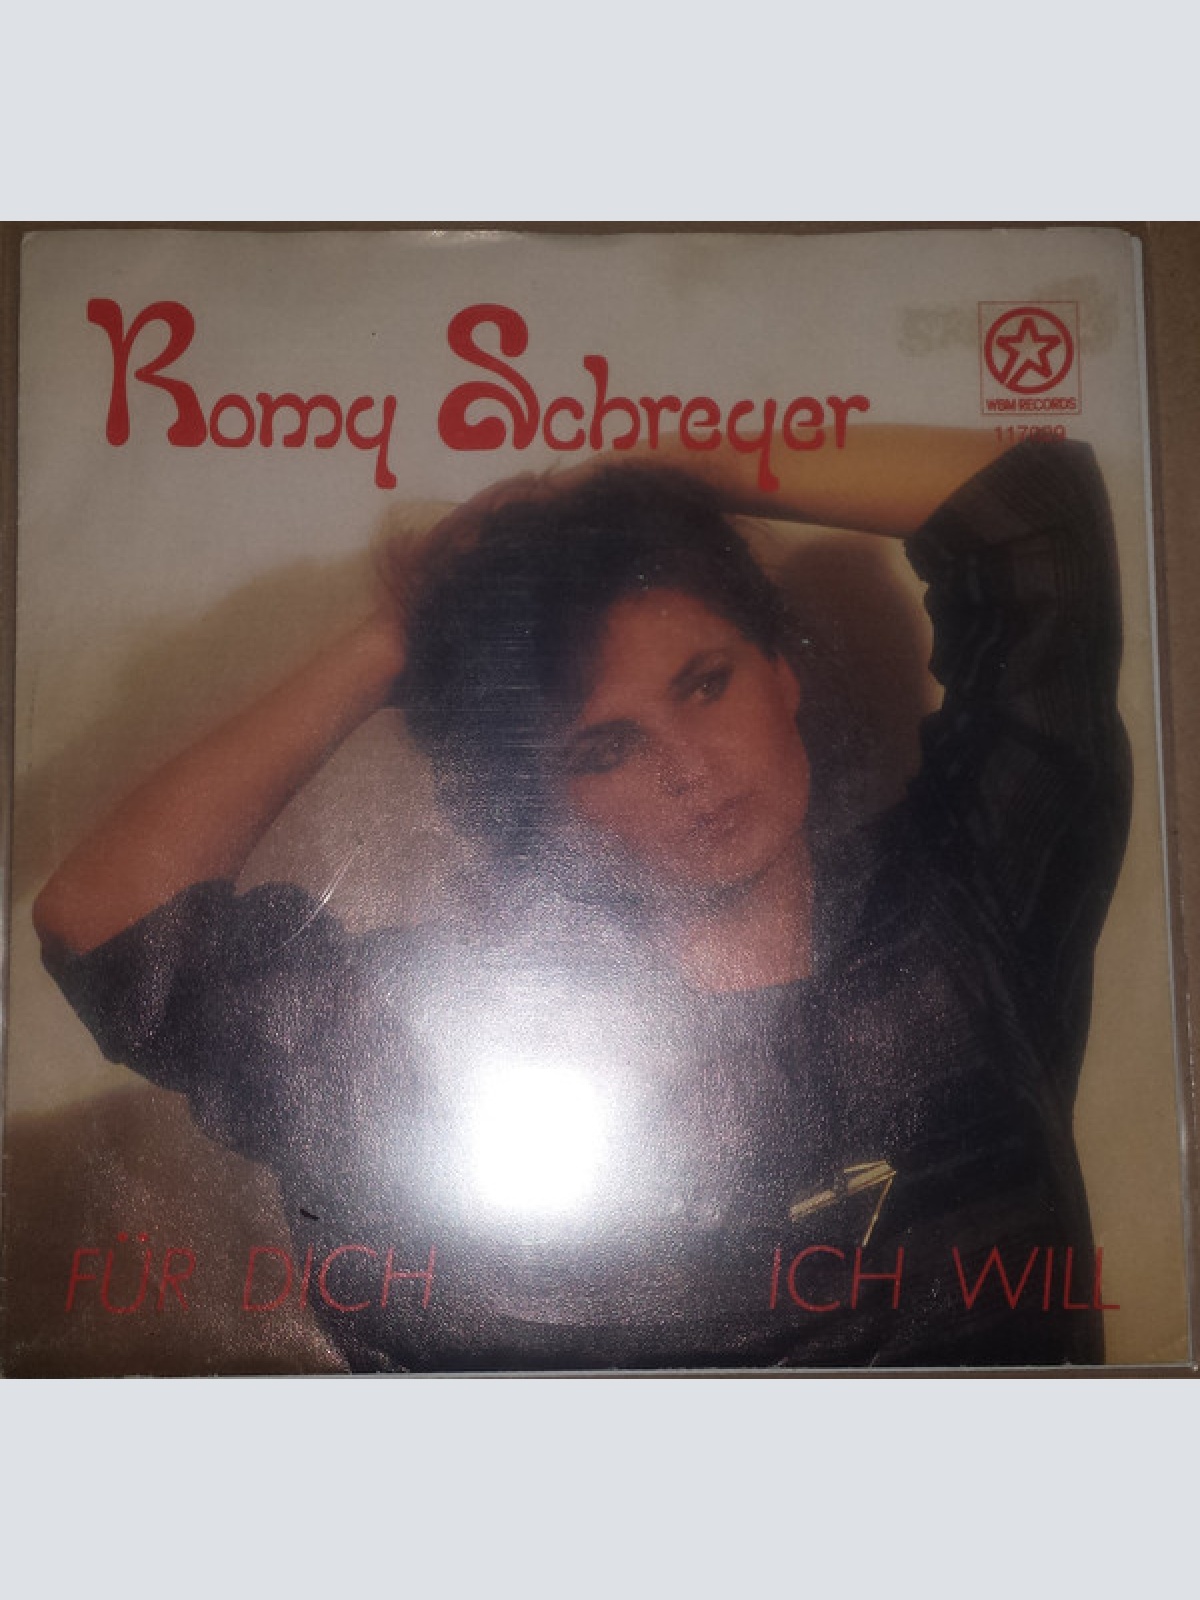 Romy Schreyer
WBM RECORDS
FÜR DICH
ICH WILL